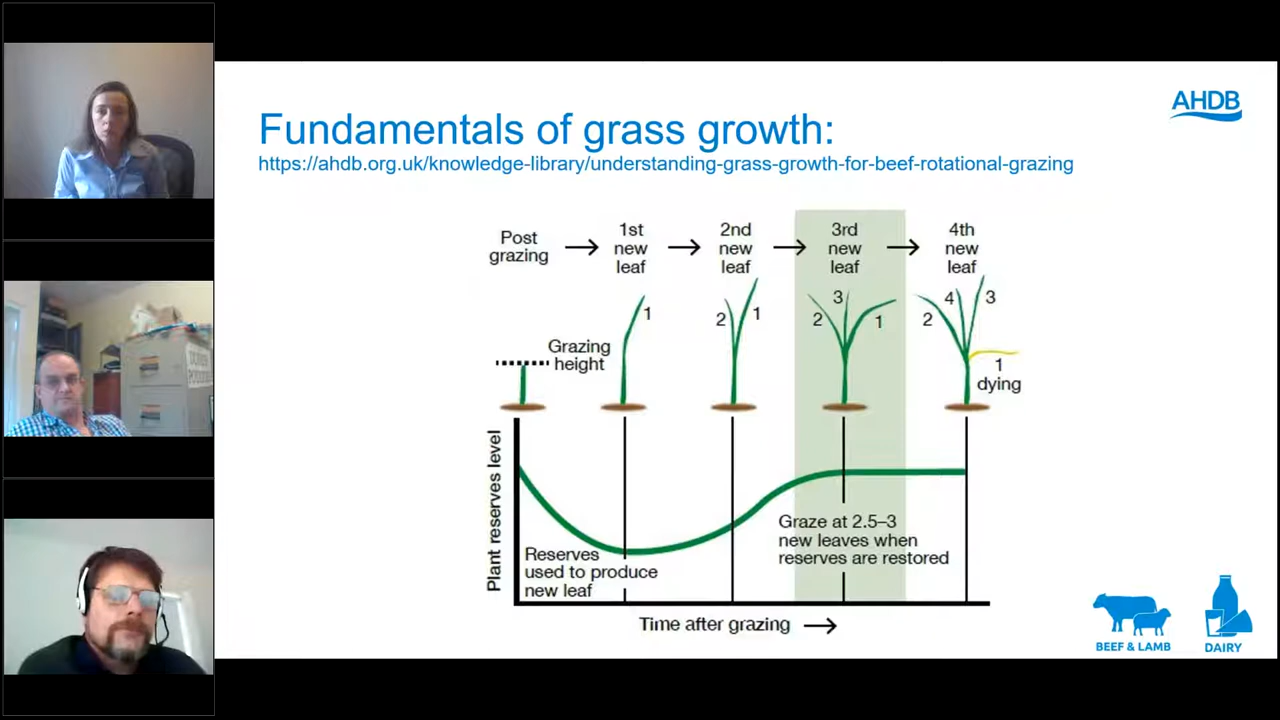 AHDB
Fundamentals of grass growth:
https://ahdb.org.uk/knowledge-library/understanding-grass-growth-for-beef-rotational-grazing
Post
grazing
1st
new
leaf
2nd
new
leaf
3rd
new
leaf
4th
new
leaf
Grazing
height
1
2
1
2
3
1
2
4
3
1
dying
Plant reserves level
Reserves
used to produce
new leaf
Graze at 2.5–3
new leaves when
reserves are restored
Time after grazing
BEEF & LAMB
DAIRY